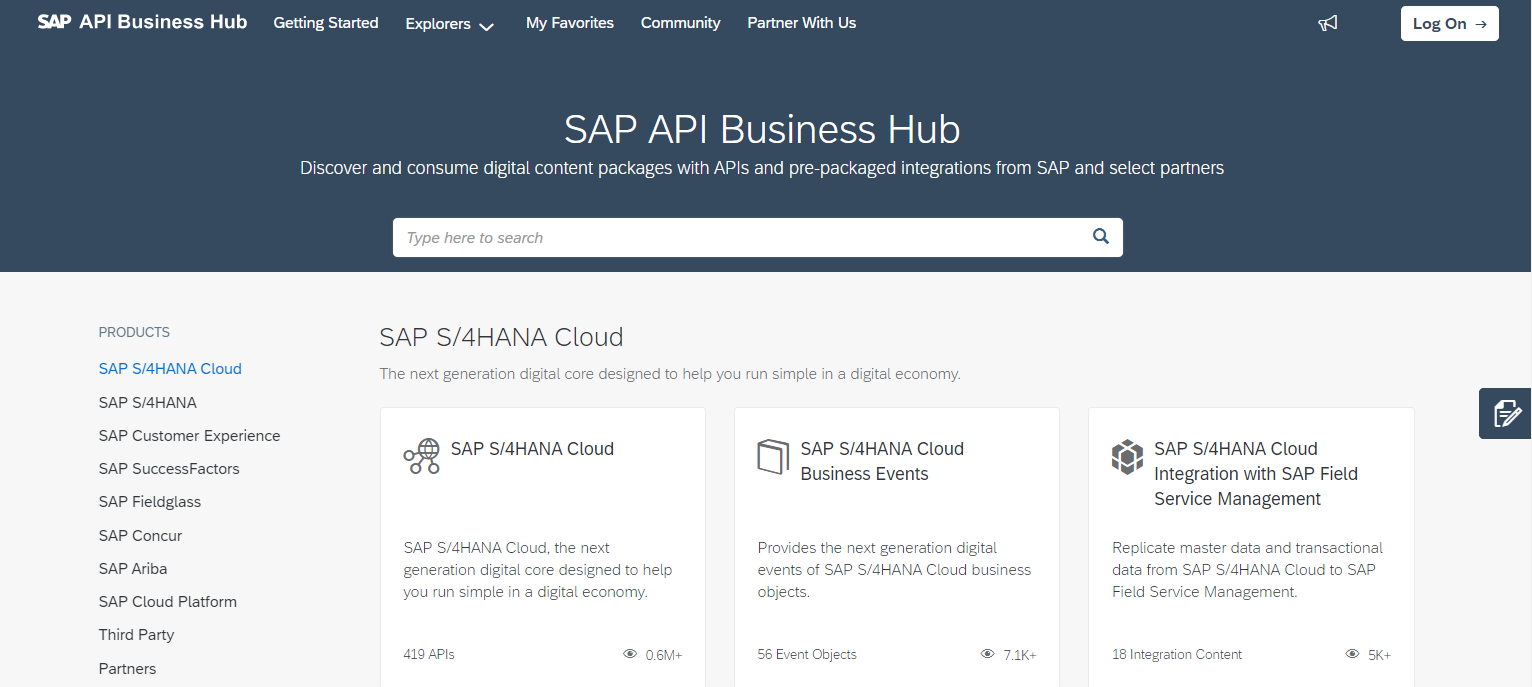 SAP API Business Hub
Getting Started
Explorers
My Favorites
Community
Partner With Us
Log On →
SAP API Business Hub
Discover and consume digital content packages with APIs and pre-packaged integrations from SAP and select partners
Type here to search
PRODUCTS
SAP S/4HANA Cloud
SAP S/4HANA
SAP Customer Experience
SAP SuccessFactors
SAP Fieldglass
SAP Concur
SAP Ariba
SAP Cloud Platform
Third Party
Partners
SAP S/4HANA Cloud
The next generation digital core designed to help you run simple in a digital economy.
SAP S/4HANA Cloud
SAP S/4HANA Cloud, the next
generation digital core designed to help
you run simple in a digital economy.
419 APIs
0.6M+
SAP S/4HANA Cloud
Business Events
Provides the next generation digital
events of SAP S/4HANA Cloud business
objects.
56 Event Objects
7.1K+
SAP S/4HANA Cloud
Integration with SAP Field
Service Management
Replicate master data and transactional
data from SAP S/4HANA Cloud to SAP
Field Service Management.
18 Integration Content
5K+